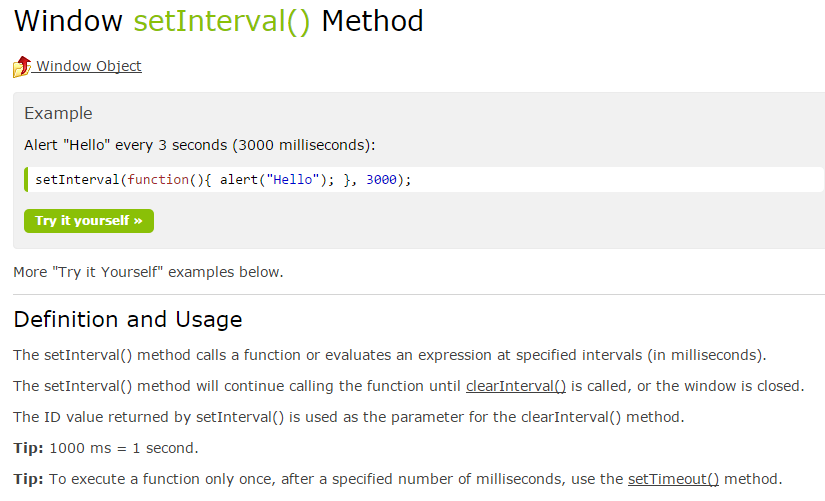 Window setInterval() Method
Window Object
Example
Alert "Hello" every 3 seconds (3000 milliseconds):
setInterval(function(){ alert("Hello"); }, 3000);
Try it yourself »
More "Try it Yourself" examples below.
Definition and Usage
The setInterval() method calls a function or evaluates an expression at specified intervals (in milliseconds).
The setInterval() method will continue calling the function until clearInterval() is called, or the window is closed.
The ID value returned by setInterval() is used as the parameter for the clearInterval() method.
Tip: 1000 ms = 1 second.
Tip: To execute a function only once, after a specified number of milliseconds, use the setTimeout() method.